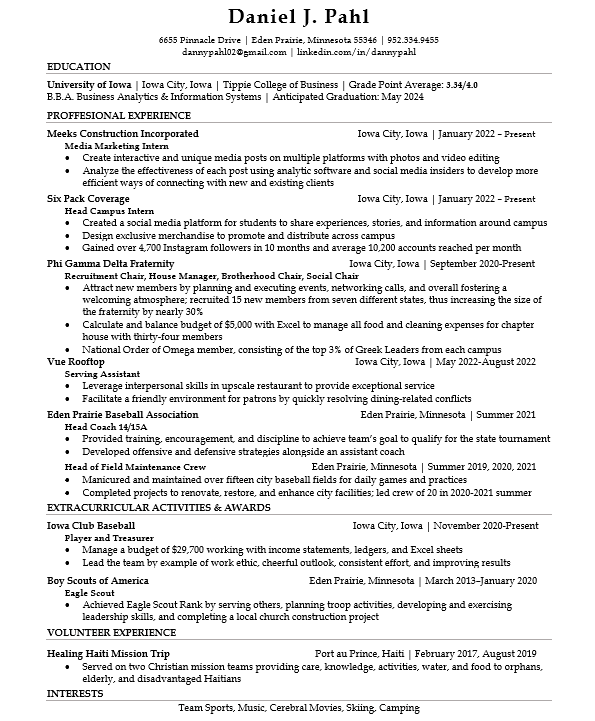 Daniel J. Pahl
6655 Pinnacle Drive | Eden Prairie, Minnesota 55346 | 952.334.9455
dannypahl02@gmail.com | linkedin.com/in/dannypahl
EDUCATION
University of Iowa | Iowa City, Iowa | Tippie College of Business | Grade Point Average: 3.34/4.0
B.B.A. Business Analytics & Information Systems | Anticipated Graduation: May 2024
PROFFESIONAL EXPERIENCE
Meeks Construction Incorporated Iowa City, Iowa | January 2022 – Present
Media Marketing Intern
• Create interactive and unique media posts on multiple platforms with photos and video editing
• Analyze the effectiveness of each post using analytic software and social media insiders to develop more
efficient ways of connecting with new and existing clients
Six Pack Coverage Iowa City, Iowa | January 2022 – Present
Head Campus Intern
• Created a social media platform for students to share experiences, stories, and information around campus
• Design exclusive merchandise to promote and distribute across campus
• Gained over 4,700 Instagram followers in 10 months and average 10,200 accounts reached per month
Phi Gamma Delta Fraternity Iowa City, Iowa | September 2020-Present
Recruitment Chair, House Manager, Brotherhood Chair, Social Chair
• Attract new members by planning and executing events, networking calls, and overall fostering a
welcoming atmosphere; recruited 15 new members from seven different states, thus increasing the size of
the fraternity by nearly 30%
• Calculate and balance budget of $5,000 with Excel to manage all food and cleaning expenses for chapter
house with thirty-four members
• National Order of Omega member, consisting of the top 3% of Greek Leaders from each campus
Vue Rooftop Iowa City, Iowa | May 2022-August 2022
Serving Assistant
• Leverage interpersonal skills in upscale restaurant to provide exceptional service
• Facilitate a friendly environment for patrons by quickly resolving dining-related conflicts
Eden Prairie Baseball Association Eden Prairie, Minnesota | Summer 2021
Head Coach 14/15A
• Provided training, encouragement, and discipline to achieve team's goal to qualify for the state tournament
• Developed offensive and defensive strategies alongside an assistant coach
Head of Field Maintenance Crew Eden Prairie, Minnesota | Summer 2019, 2020, 2021
• Manicured and maintained over fifteen city baseball fields for daily games and practices
• Completed projects to renovate, restore, and enhance city facilities; led crew of 20 in 2020-2021 summer
EXTRACURRICULAR ACTIVITIES & AWARDS
Iowa Club Baseball Iowa City, Iowa | November 2020-Present
Player and Treasurer
• Manage a budget of $29,700 working with income statements, ledgers, and Excel sheets
• Lead the team by example of work ethic, cheerful outlook, consistent effort, and improving results
Boy Scouts of America Eden Prairie, Minnesota | March 2013–January 2020
Eagle Scout
• Achieved Eagle Scout Rank by serving others, planning troop activities, developing and exercising
leadership skills, and completing a local church construction project
VOLUNTEER EXPERIENCE
Healing Haiti Mission Trip Port au Prince, Haiti | February 2017, August 2019
• Served on two Christian mission teams providing care, knowledge, activities, water, and food to orphans,
elderly, and disadvantaged Haitians
INTERESTS
Team Sports, Music, Cerebral Movies, Skiing, Camping